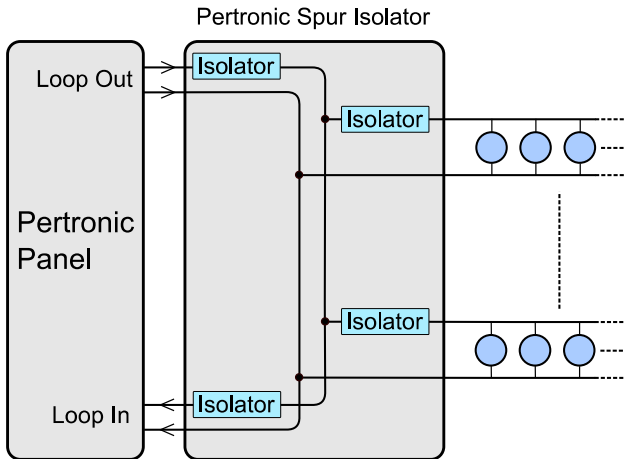 Pertronic Spur Isolator
Loop Out
Isolator
Isolator
Pertronic
Panel
Isolator
Isolator
Loop In